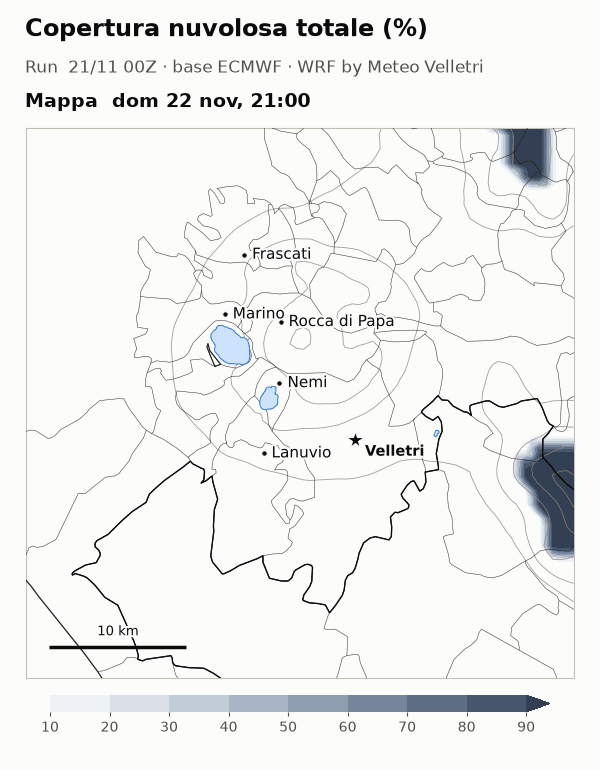 Copertura nuvolosa totale (%)
Run  21/11 00Z · base ECMWF · WRF by Meteo Velletri
Mappa  dom 22 nov, 21:00
Frascati
Marino
Rocca di Papa
Nemi
Velletri
Lanuvio
10 km
10 20 30 40 50 60 70 80 90